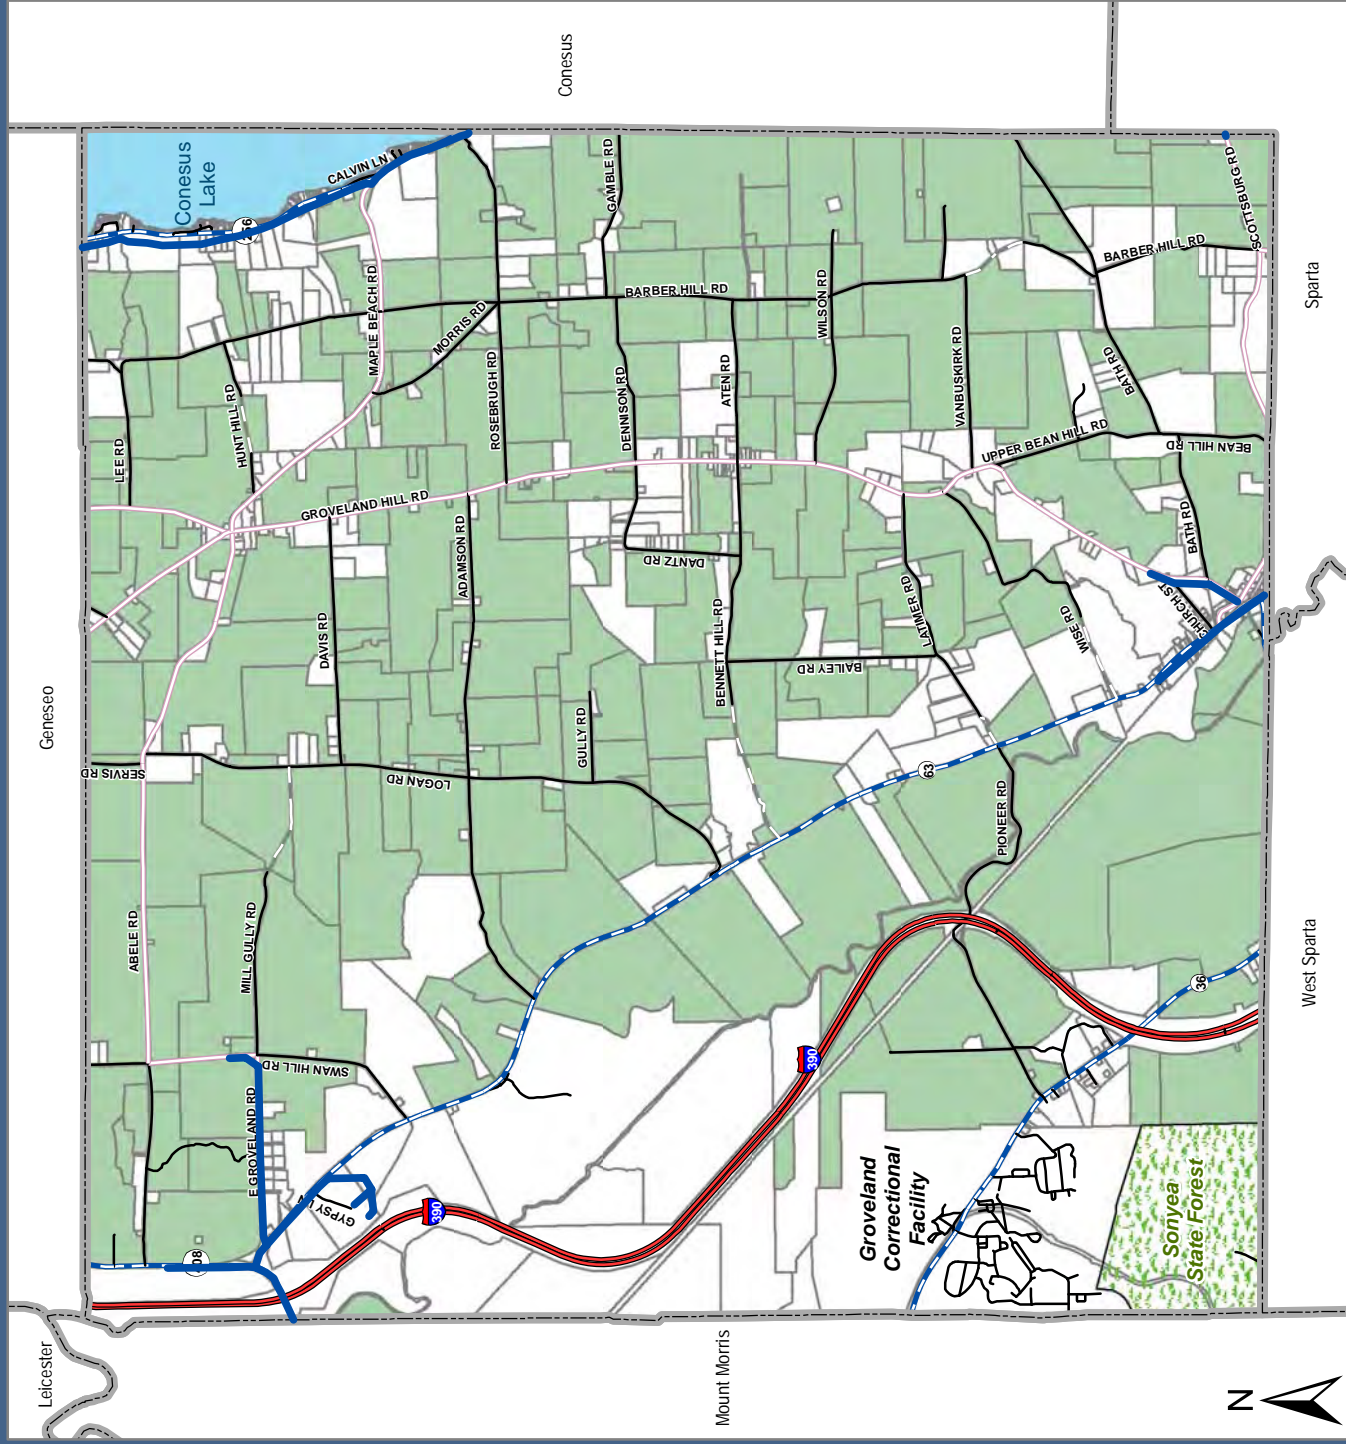 Conesus
Conesus
Lake
CALVIN LN
256
GAMBLE RD
SCOTTSBURG RD
BARBER HILL RD
Sparta
MAPLE BEACH RD
MORRIS RD
BARBER HILL RD
WILSON RD
VANBUSKIRK RD
BATH RD
LEE RD
HUNT HILL RD
ROSEBRUGH RD
DENNISON RD
ATEN RD
UPPER BEAN HILL RD
BEAN HILL RD
GROVELAND HILL RD
ADAMSON RD
DANTZ RD
BATH RD
CHURCH ST
LATIMER RD
WISE RD
DAVIS RD
BENNETT HILL RD
BAILEY RD
Geneseo
SERVIS RD
LOGAN RD
GULLY RD
63
PIONEER RD
ABELE RD
MILL GULLY RD
36
West Sparta
SWAN HILL RD
390
E GROVELAND RD
GYPSY LN
390
Groveland
Correctional
Facility
Sonyea
State Forest
Leicester
Mount Morris
N